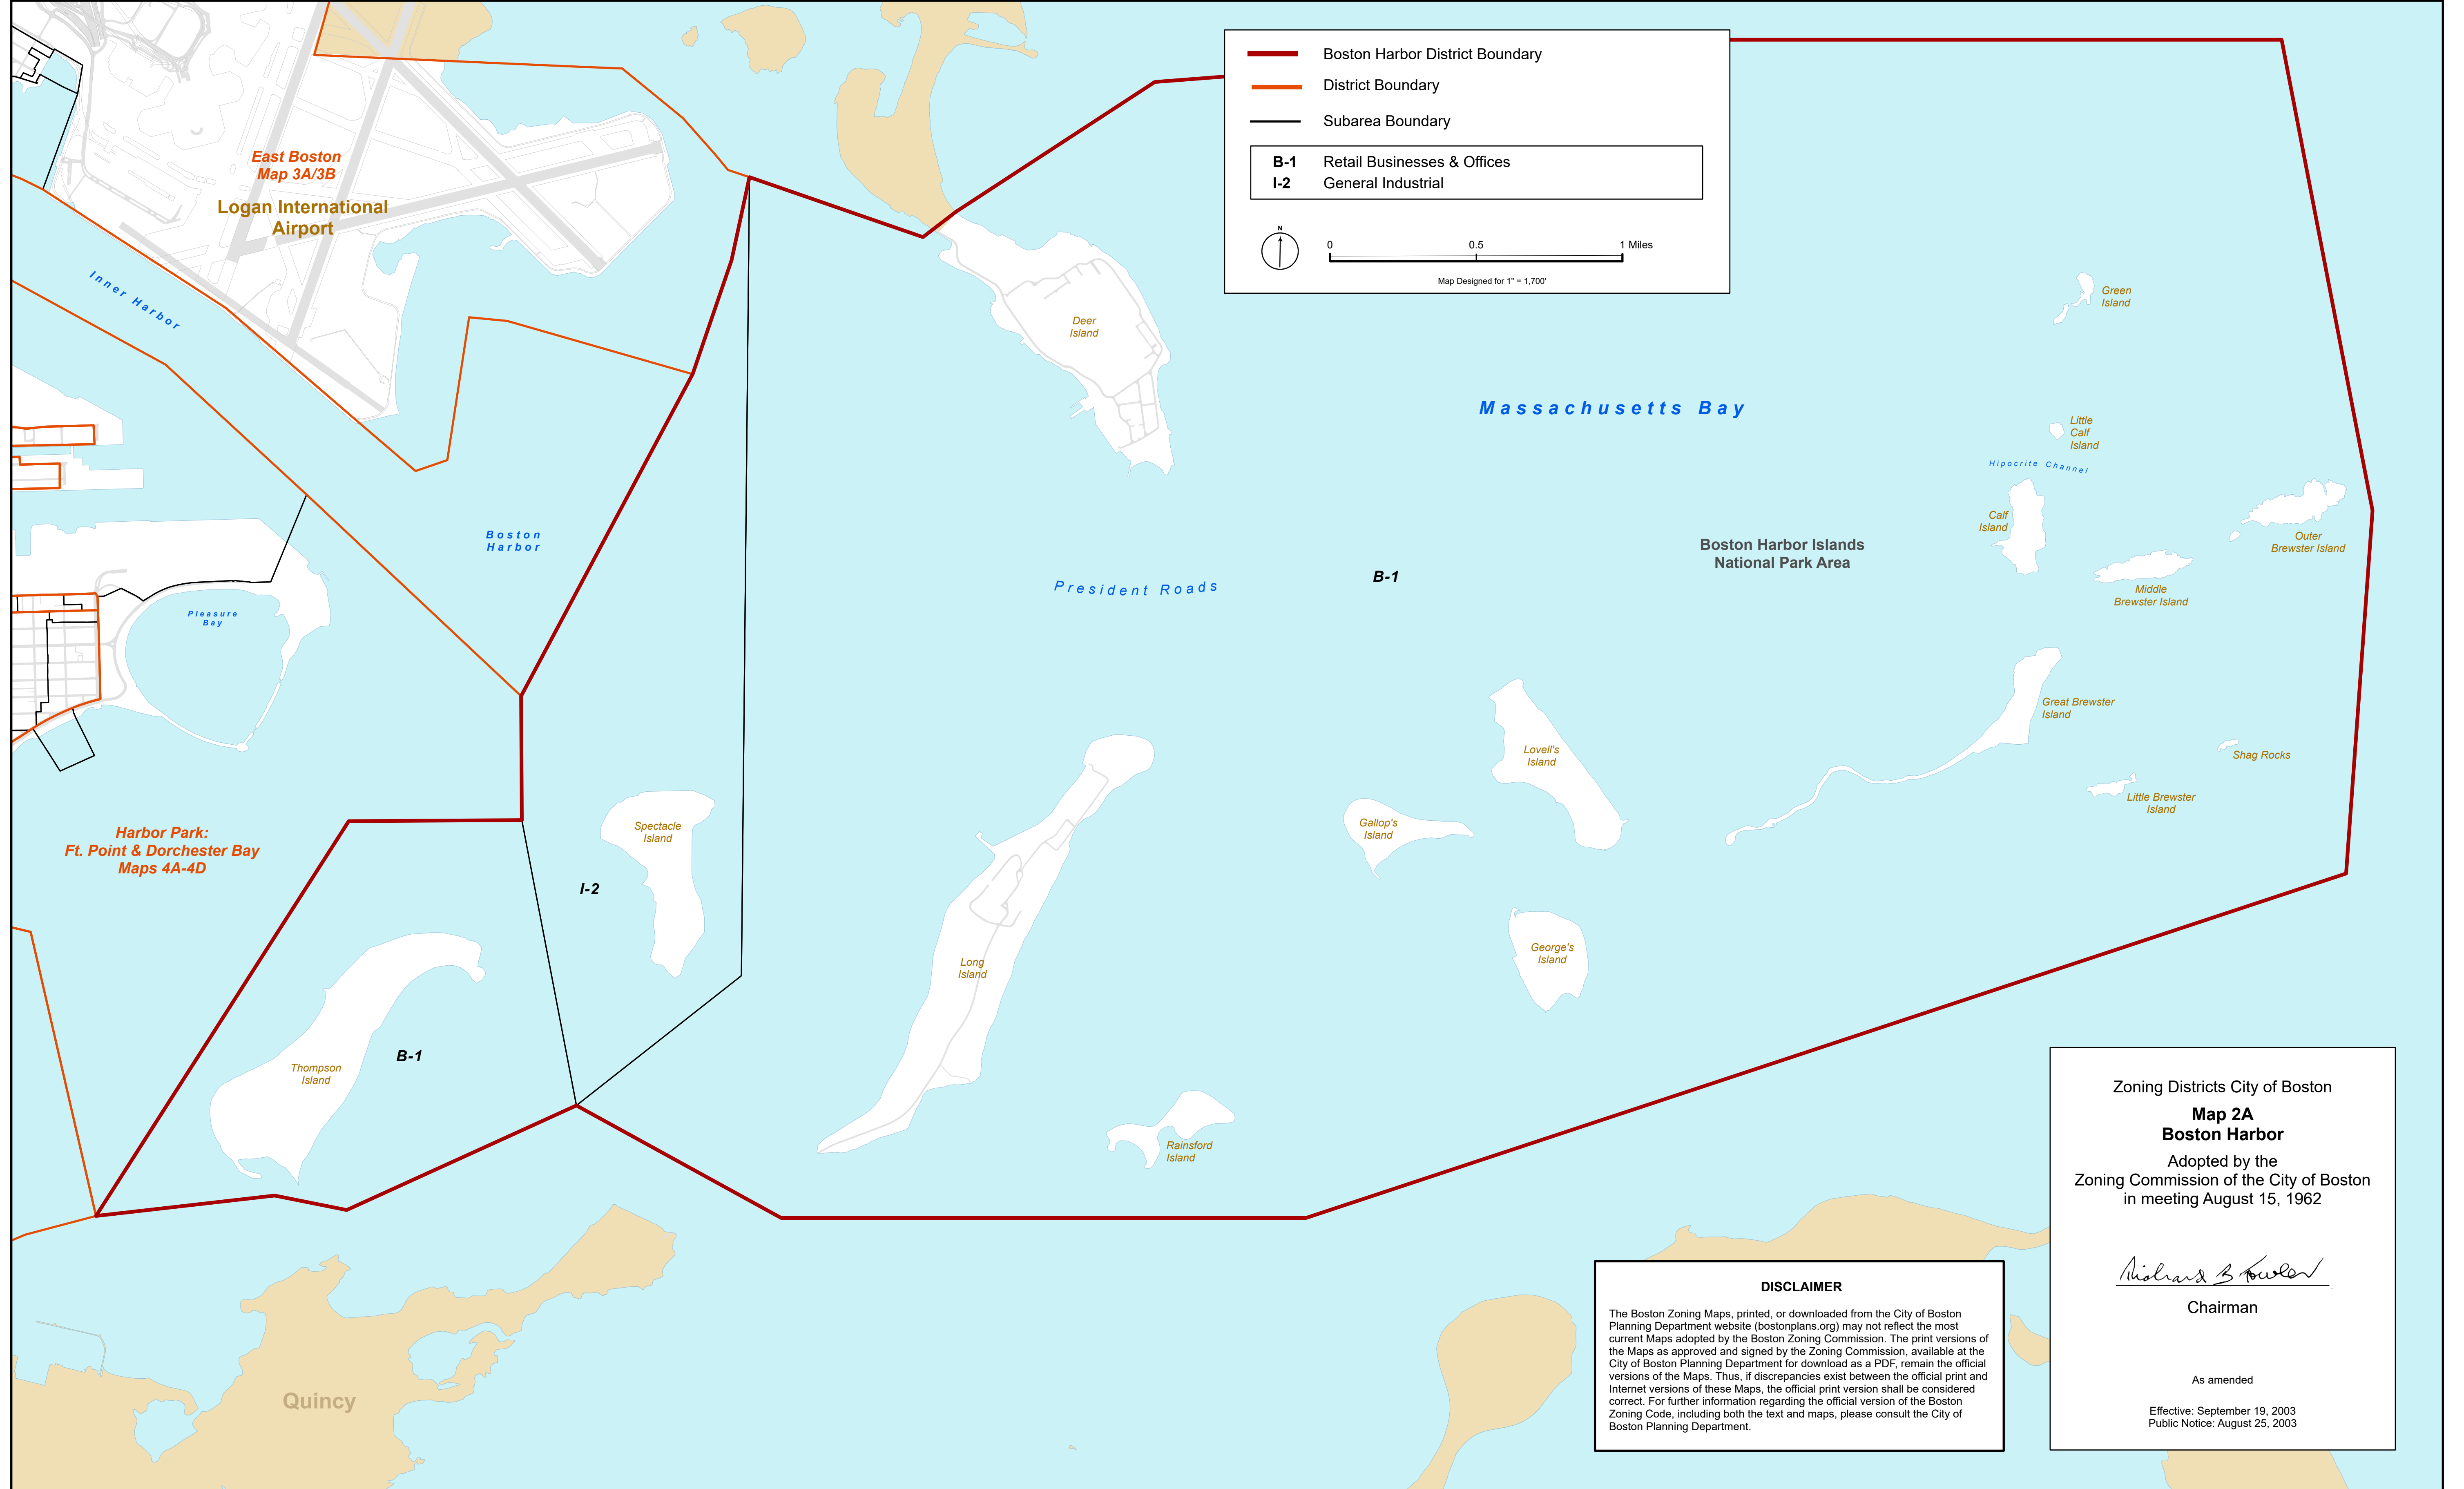 Boston Harbor District Boundary
District Boundary
Subarea Boundary
B-1 Retail Businesses & Offices
I-2 General Industrial
N
0 0.5 1 Miles
Map Designed for 1" = 1,700'
East Boston
Map 3A/3B
Logan International
Airport
Inner Harbor
Deer
Island
Green
Island
Massachusetts Bay
Little
Calf
Island
Hipocrite Channel
Calf
Island
Outer
Brewster Island
Boston
Harbor
Boston Harbor Islands
National Park Area
President Roads
B-1
Middle
Brewster Island
Pleasure
Bay
Great Brewster
Island
Lovell's
Island
Shag Rocks
Little Brewster
Island
Spectacle
Island
Gallop's
Island
Harbor Park:
Ft. Point & Dorchester Bay
Maps 4A-4D
I-2
George's
Island
Long
Island
B-1
Thompson
Island
Rainsford
Island
Quincy
Zoning Districts City of Boston
Map 2A
Boston Harbor
Adopted by the
Zoning Commission of the City of Boston
in meeting August 15, 1962
Richard B Fowler
Chairman
As amended
Effective: September 19, 2003
Public Notice: August 25, 2003
DISCLAIMER
The Boston Zoning Maps, printed, or downloaded from the City of Boston
Planning Department website (bostonplans.org) may not reflect the most
current Maps adopted by the Boston Zoning Commission. The print versions of
the Maps as approved and signed by the Zoning Commission, available at the
City of Boston Planning Department for download as a PDF, remain the official
versions of the Maps. Thus, if discrepancies exist between the official print and
Internet versions of these Maps, the official print version shall be considered
correct. For further information regarding the official version of the Boston
Zoning Code, including both the text and maps, please consult the City of
Boston Planning Department.